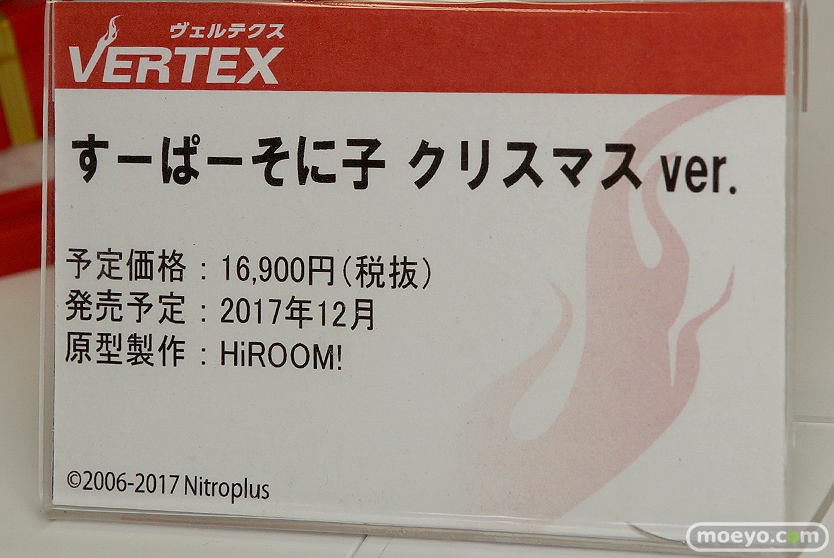 ヴェルテクス
VERTEX
すーぱーそに子 クリスマス ver.
予定価格：16,900円（税抜）
発売予定：2017年12月
原型製作：HiROOM!
©2006-2017 Nitroplus
moeyo.com